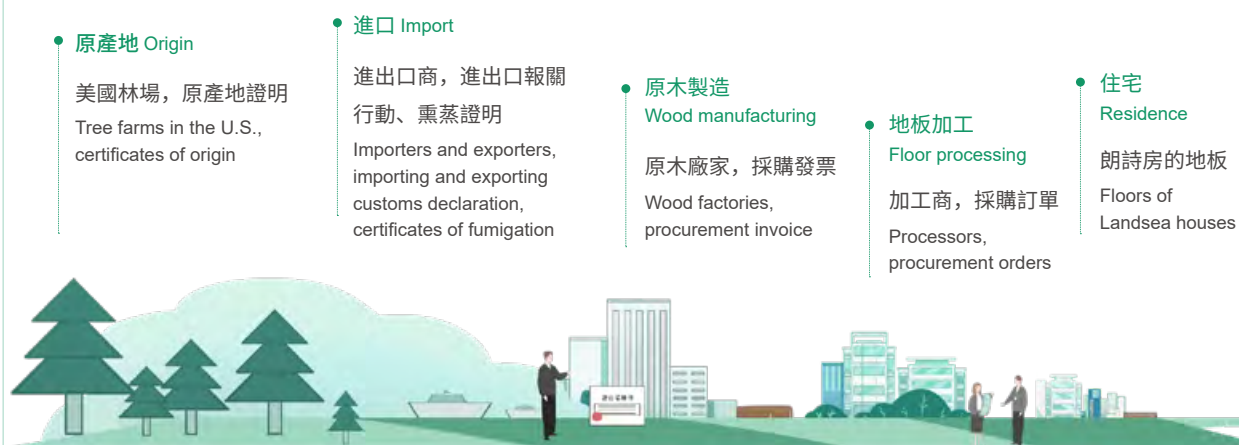 原產地 Origin
美國林場，原產地證明
Tree farms in the U.S.,
certificates of origin
進口 Import
進出口商，進出口報關
行動、熏蒸證明
Importers and exporters,
importing and exporting
customs declaration,
certificates of fumigation
原木製造
Wood manufacturing
原木廠家，採購發票
Wood factories,
procurement invoice
地板加工
Floor processing
加工商，採購訂單
Processors,
procurement orders
住宅
Residence
朗詩房的地板
Floors of
Landsea houses